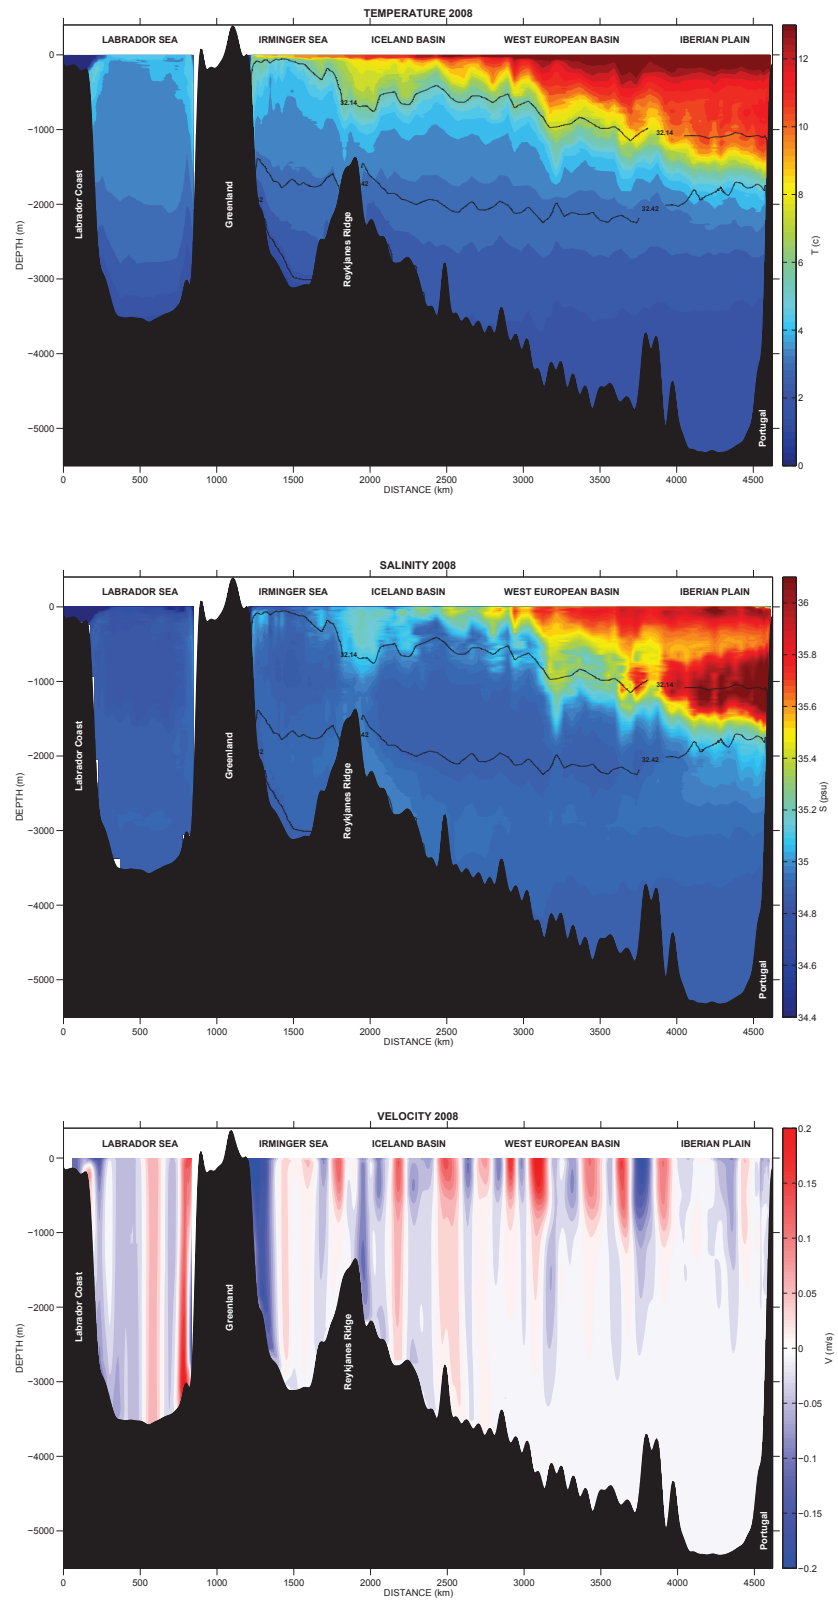 TEMPERATURE 2008
LABRADOR SEA IRMINGER SEA ICELAND BASIN WEST EUROPEAN BASIN IBERIAN PLAIN
0
−1000
−2000
−3000
−4000
−5000
DEPTH (m)
Labrador Coast
Greenland
Reykjanes Ridge
Portugal
32.14
32.14
32.42
42
2
0 500 1000 1500 2000 2500 3000 3500 4000 4500
DISTANCE (km)
12
10
8
6
4
2
0
T (c)
SALINITY 2008
LABRADOR SEA IRMINGER SEA ICELAND BASIN WEST EUROPEAN BASIN IBERIAN PLAIN
0
−1000
−2000
−3000
−4000
−5000
DEPTH (m)
Labrador Coast
Greenland
Reykjanes Ridge
Portugal
32.14
32.14
32.42
42
2
0 500 1000 1500 2000 2500 3000 3500 4000 4500
DISTANCE (km)
36
35.8
35.6
35.4
35.2
35
34.8
34.6
34.4
S (psu)
VELOCITY 2008
LABRADOR SEA IRMINGER SEA ICELAND BASIN WEST EUROPEAN BASIN IBERIAN PLAIN
0
−1000
−2000
−3000
−4000
−5000
DEPTH (m)
Labrador Coast
Greenland
Reykjanes Ridge
Portugal
0 500 1000 1500 2000 2500 3000 3500 4000 4500
DISTANCE (km)
0.2
0.15
0.1
0.05
0
−0.05
−0.1
−0.15
−0.2
V (m/s)